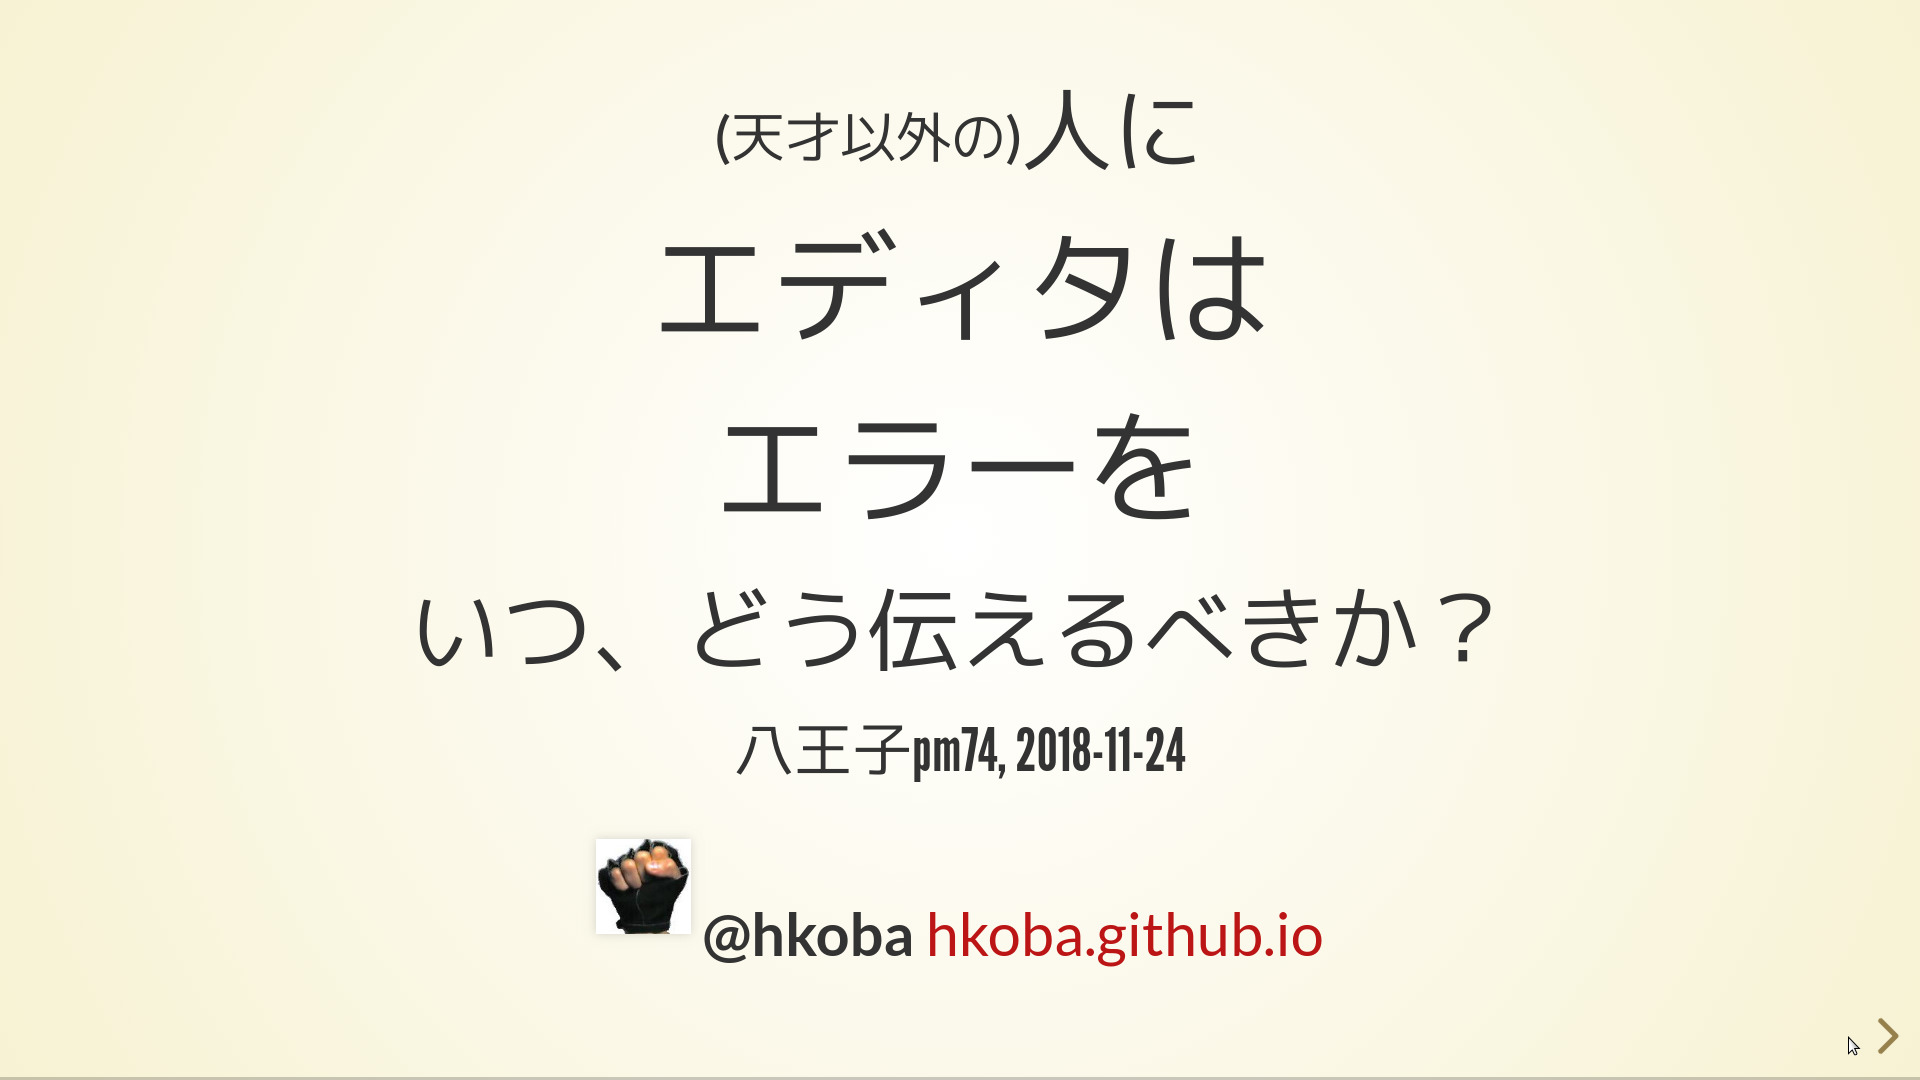 (天才以外の)人に
エディタは
エラーを
いつ、どう伝えるべきか？
八王子pm74, 2018-11-24
@hkoba hkoba.github.io